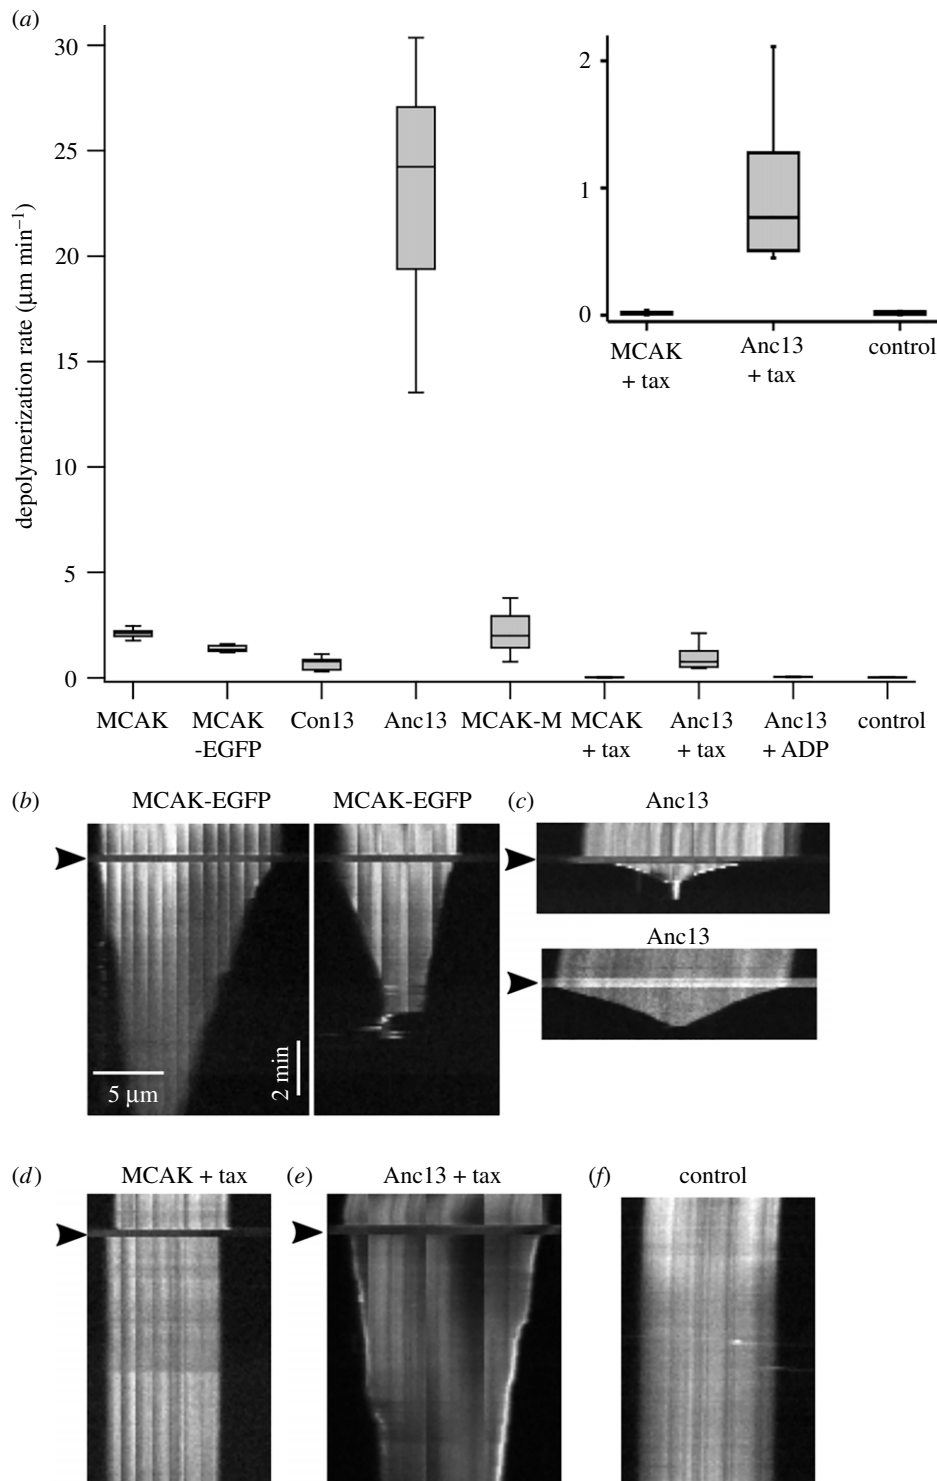 (a)
30
25
20
15
10
5
0
depolymerization rate (µm min⁻¹)
2
1
0
MCAK
+ tax
Anc13
+ tax
control
MCAK
MCAK
-EGFP
Con13
Anc13
MCAK-M
MCAK
+ tax
Anc13
+ tax
Anc13
+ ADP
control
(b)
MCAK-EGFP
MCAK-EGFP
(c)
Anc13
Anc13
5 µm
2 min
(d)
MCAK + tax
(e)
Anc13 + tax
(f)
control